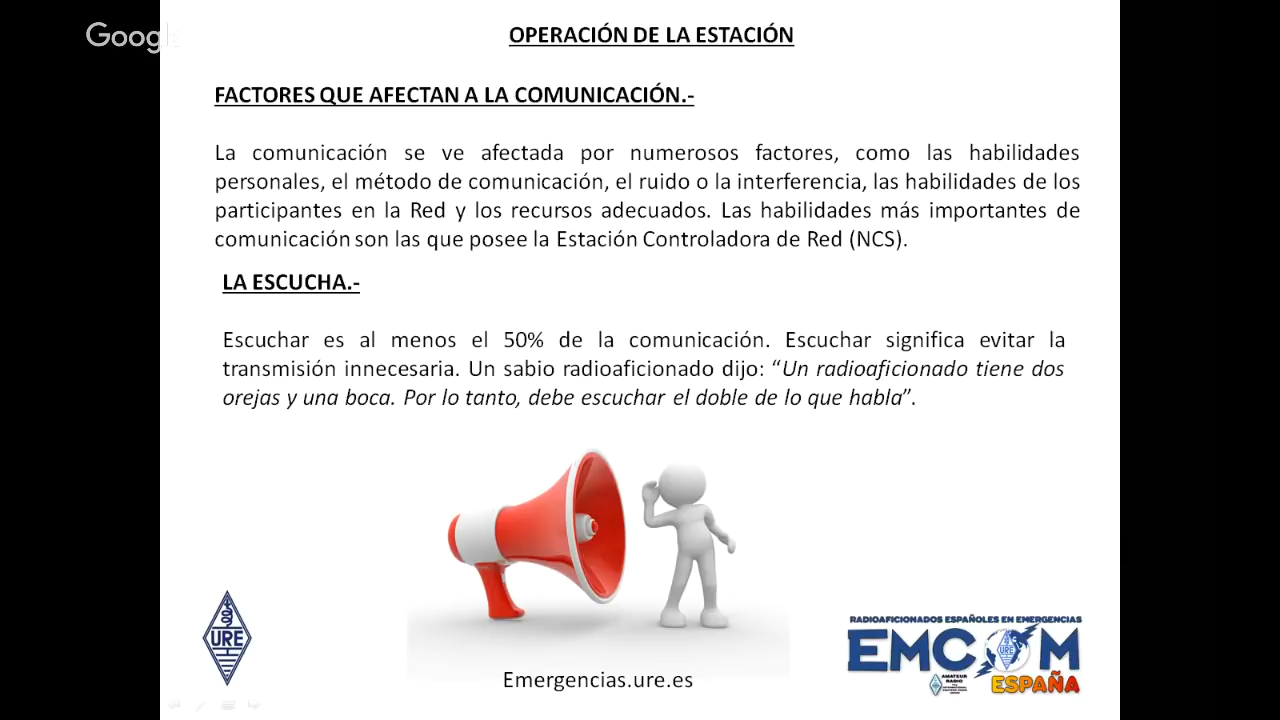 Google
OPERACIÓN DE LA ESTACIÓN
FACTORES QUE AFECTAN A LA COMUNICACIÓN.-
La comunicación se ve afectada por numerosos factores, como las habilidades
personales, el método de comunicación, el ruido o la interferencia, las habilidades de los
participantes en la Red y los recursos adecuados. Las habilidades más importantes de
comunicación son las que posee la Estación Controladora de Red (NCS).
LA ESCUCHA.-
Escuchar es al menos el 50% de la comunicación. Escuchar significa evitar la
transmisión innecesaria. Un sabio radioaficionado dijo: “Un radioaficionado tiene dos
orejas y una boca. Por lo tanto, debe escuchar el doble de lo que habla”.
URE
RADIOAFICIONADOS ESPAÑOLES EN EMERGENCIAS
EMCOM
URE
AMATEUR
RADIO
ESPAÑA
Emergencias.ure.es